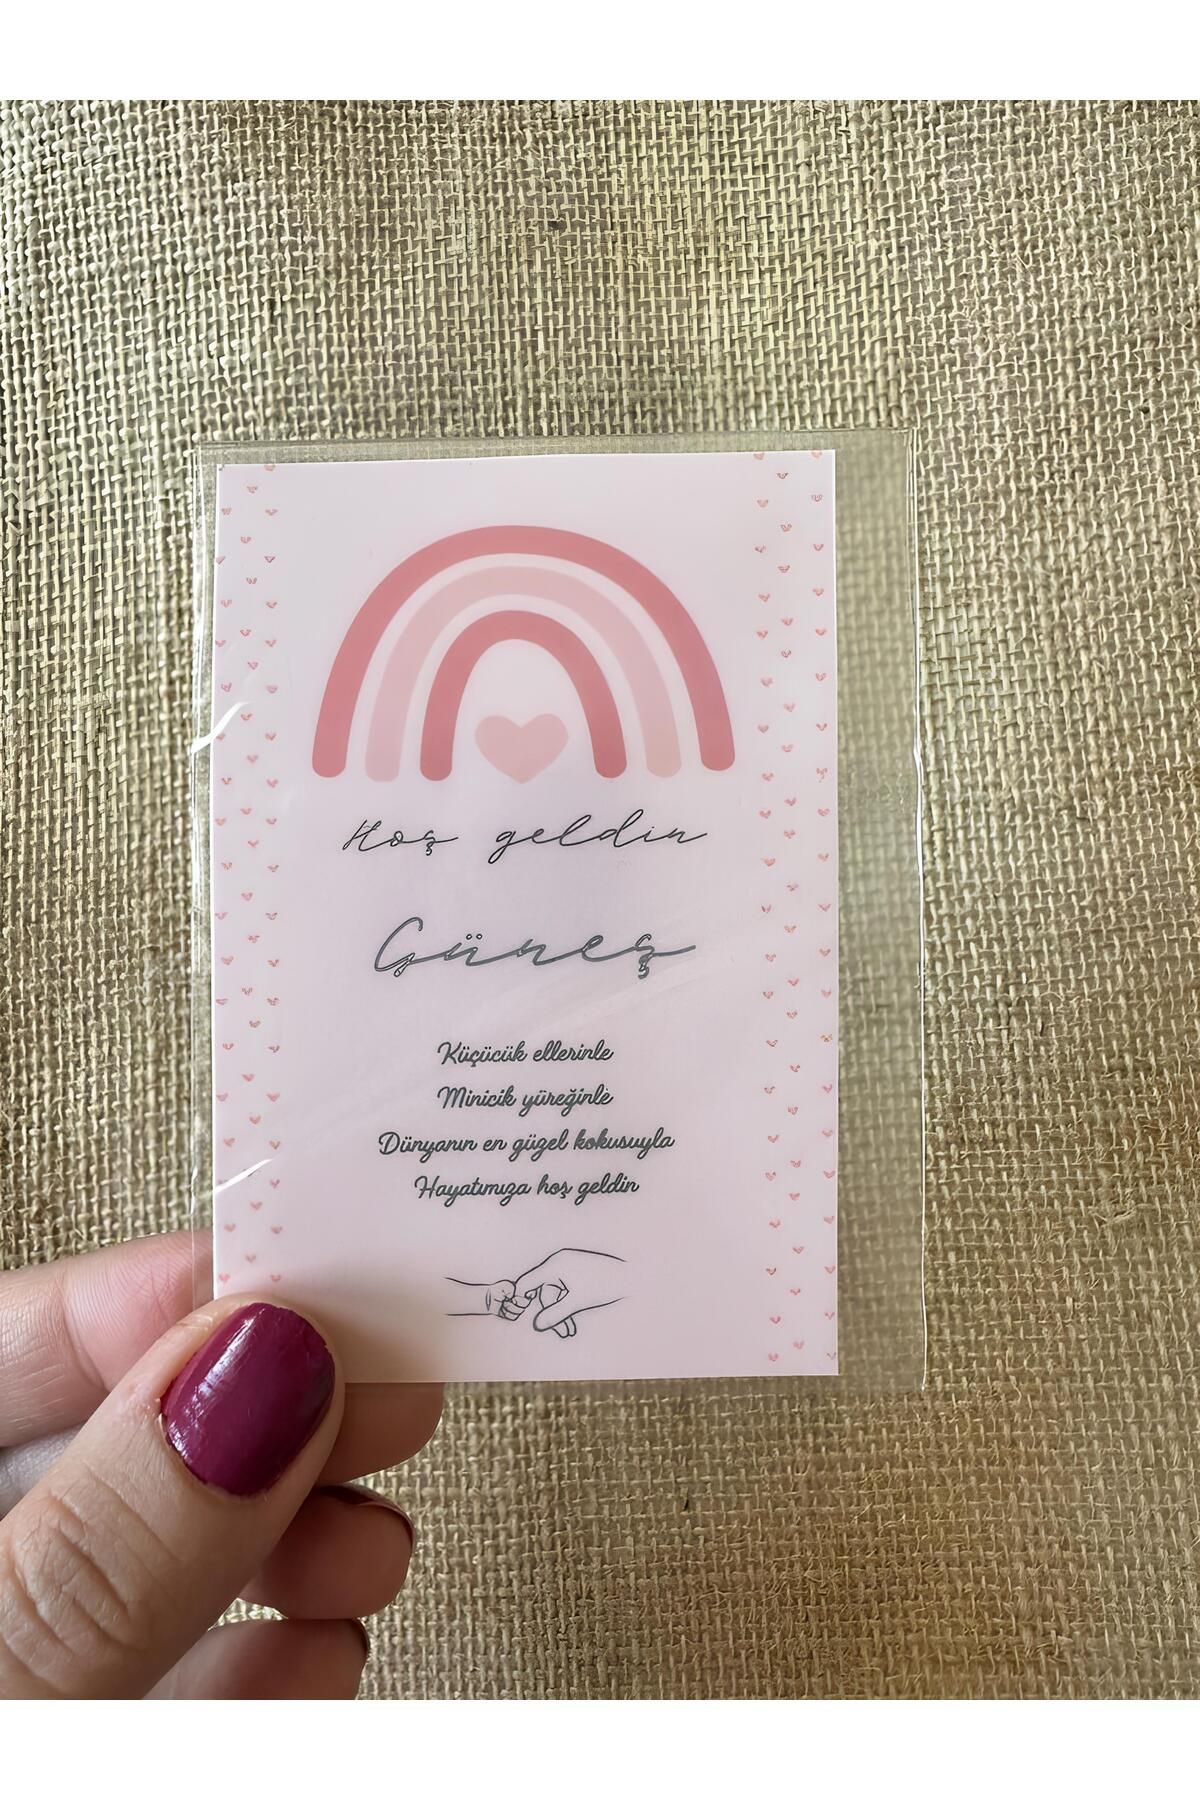 Hoş geldin
Güneş
Küçücük ellerinle
Minicik yüreğinle
Dünyanın en güzel kokusuyla
Hayatımıza hoş geldin